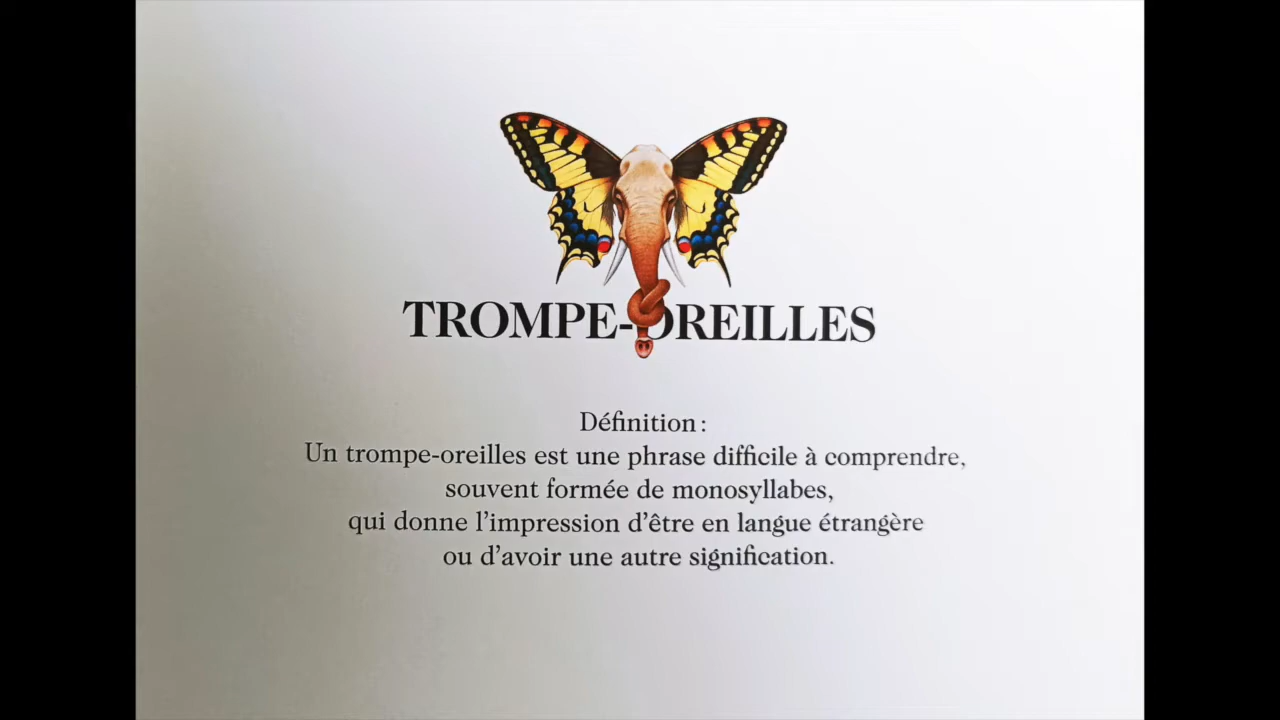 TROMPE-OREILLES
Définition :
Un trompe-oreilles est une phrase difficile à comprendre,
souvent formée de monosyllabes,
qui donne l'impression d'être en langue étrangère
ou d'avoir une autre signification.